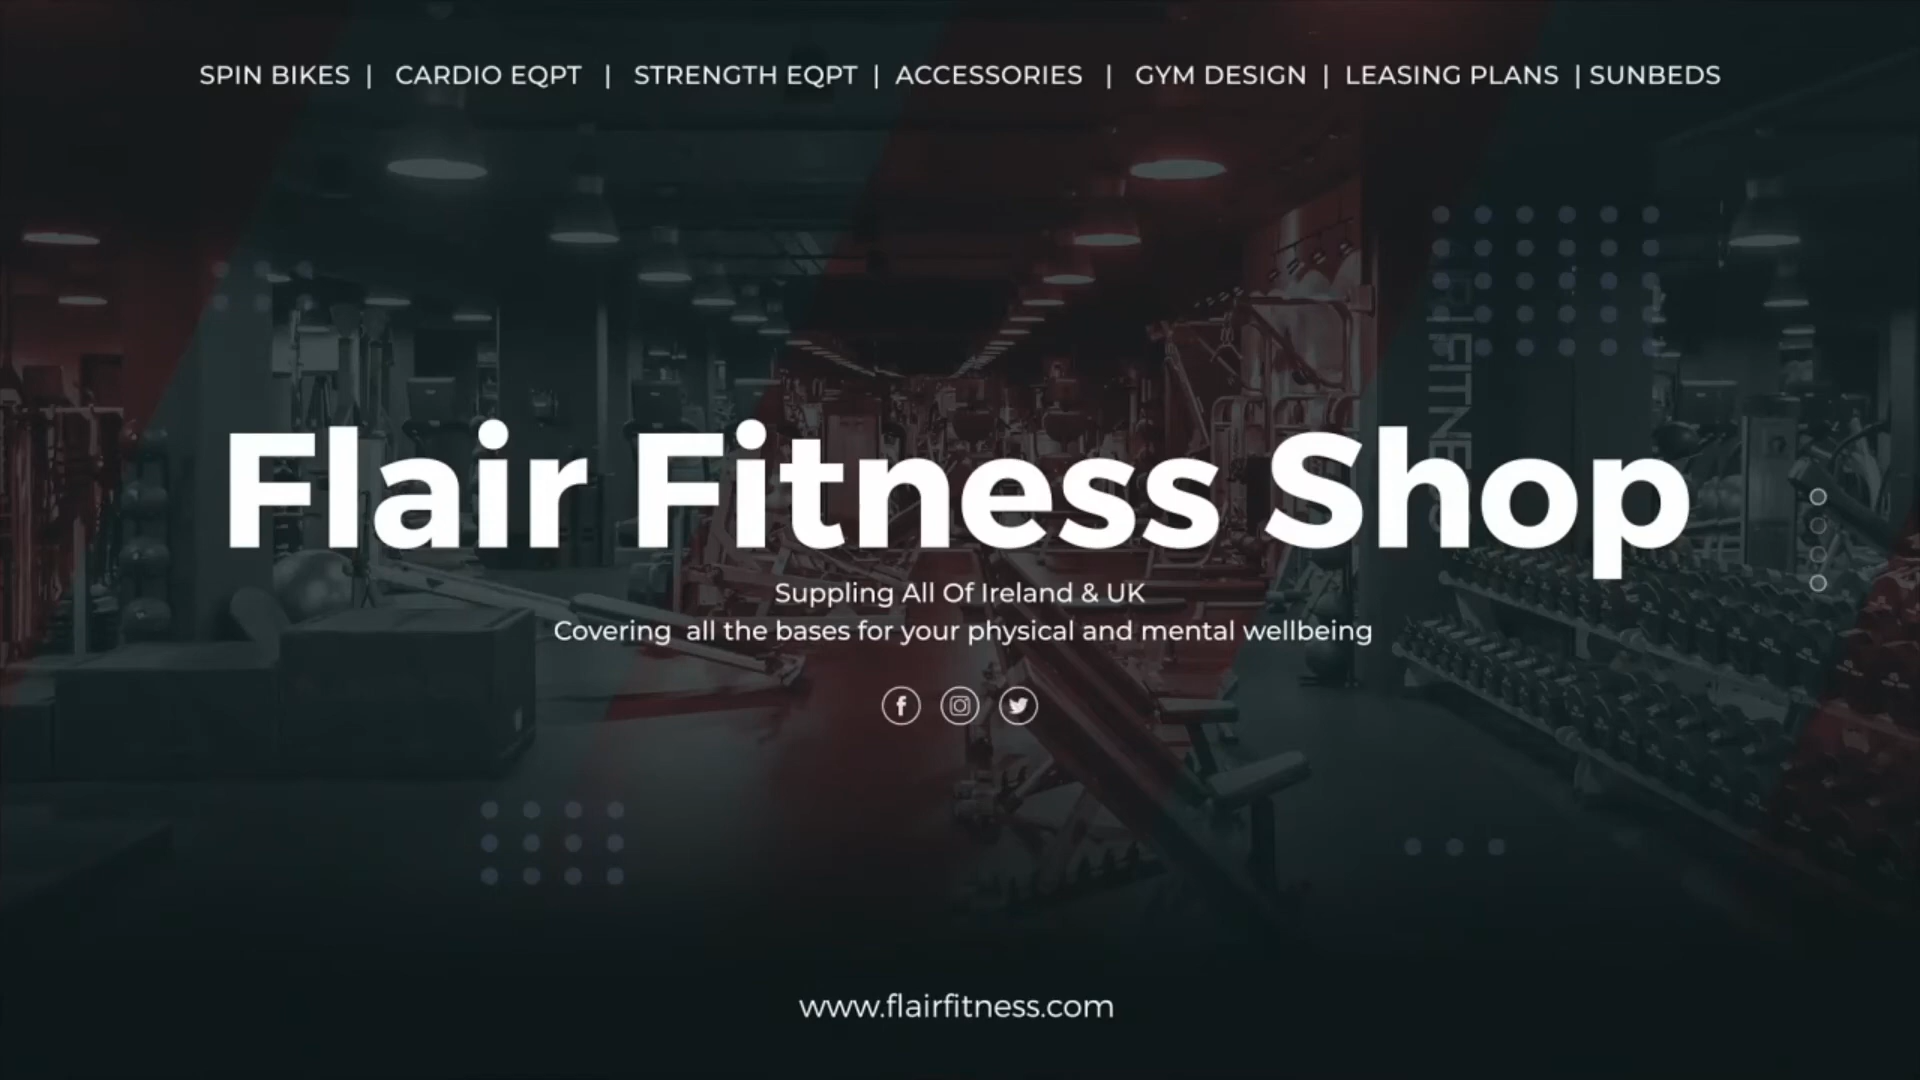 SPIN BIKES | CARDIO EQPT | STRENGTH EQPT | ACCESSORIES | GYM DESIGN | LEASING PLANS | SUNBEDS
FITNE
Flair Fitness Shop
Suppling All Of Ireland & UK
Covering all the bases for your physical and mental wellbeing
www.flairfitness.com